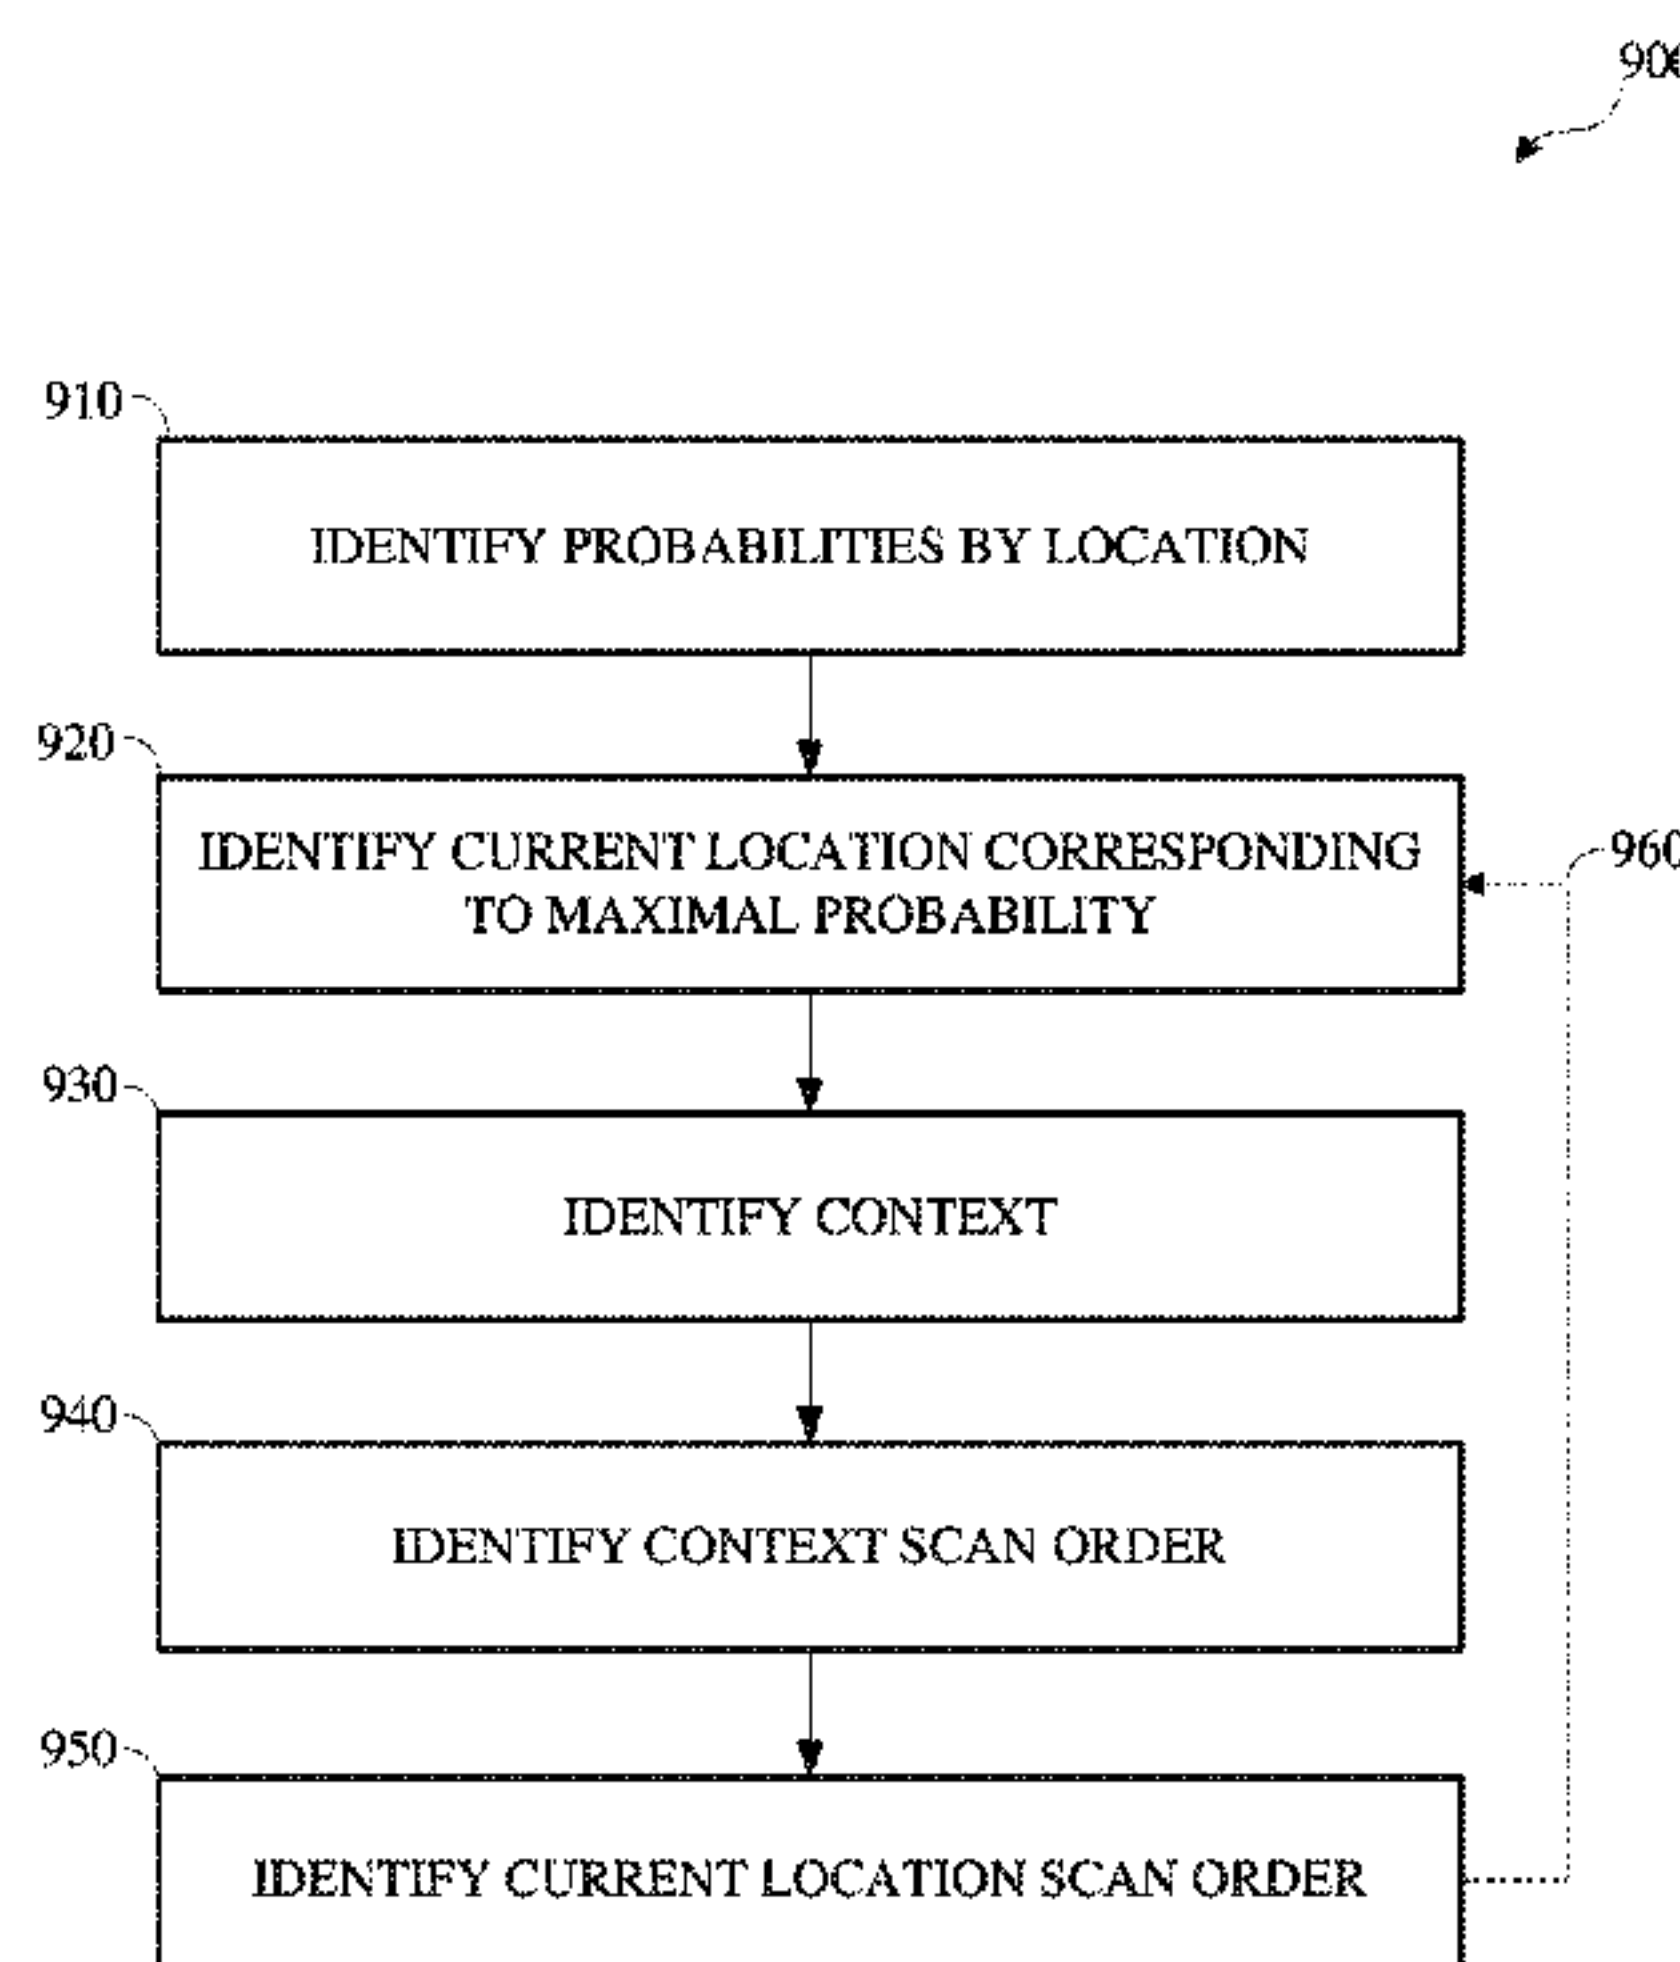 900
910
IDENTIFY PROBABILITIES BY LOCATION
920
IDENTIFY CURRENT LOCATION CORRESPONDING
TO MAXIMAL PROBABILITY
960
930
IDENTIFY CONTEXT
940
IDENTIFY CONTEXT SCAN ORDER
950
IDENTIFY CURRENT LOCATION SCAN ORDER